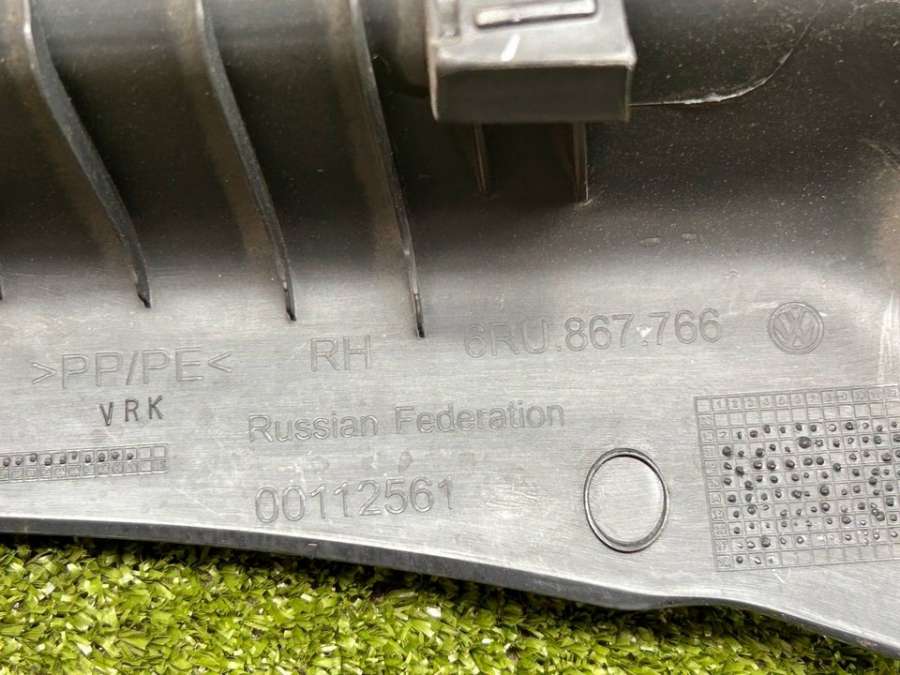 >PP/PE< RH 6RU.867.766
VRK
Russian Federation
00112561